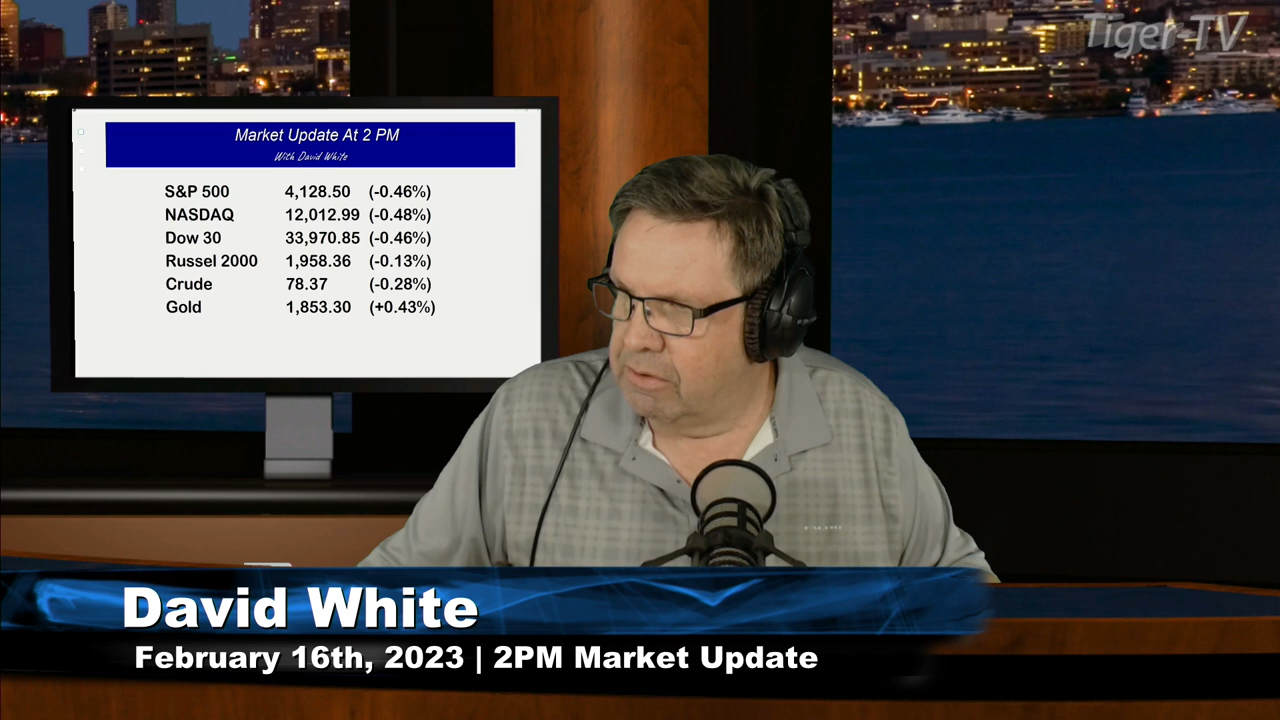 Tiger-TV
Market Update At 2 PM
With David White
S&P 500 4,128.50 (-0.46%)
NASDAQ 12,012.99 (-0.48%)
Dow 30 33,970.85 (-0.46%)
Russel 2000 1,958.36 (-0.13%)
Crude 78.37 (-0.28%)
Gold 1,853.30 (+0.43%)
David White
February 16th, 2023 | 2PM Market Update